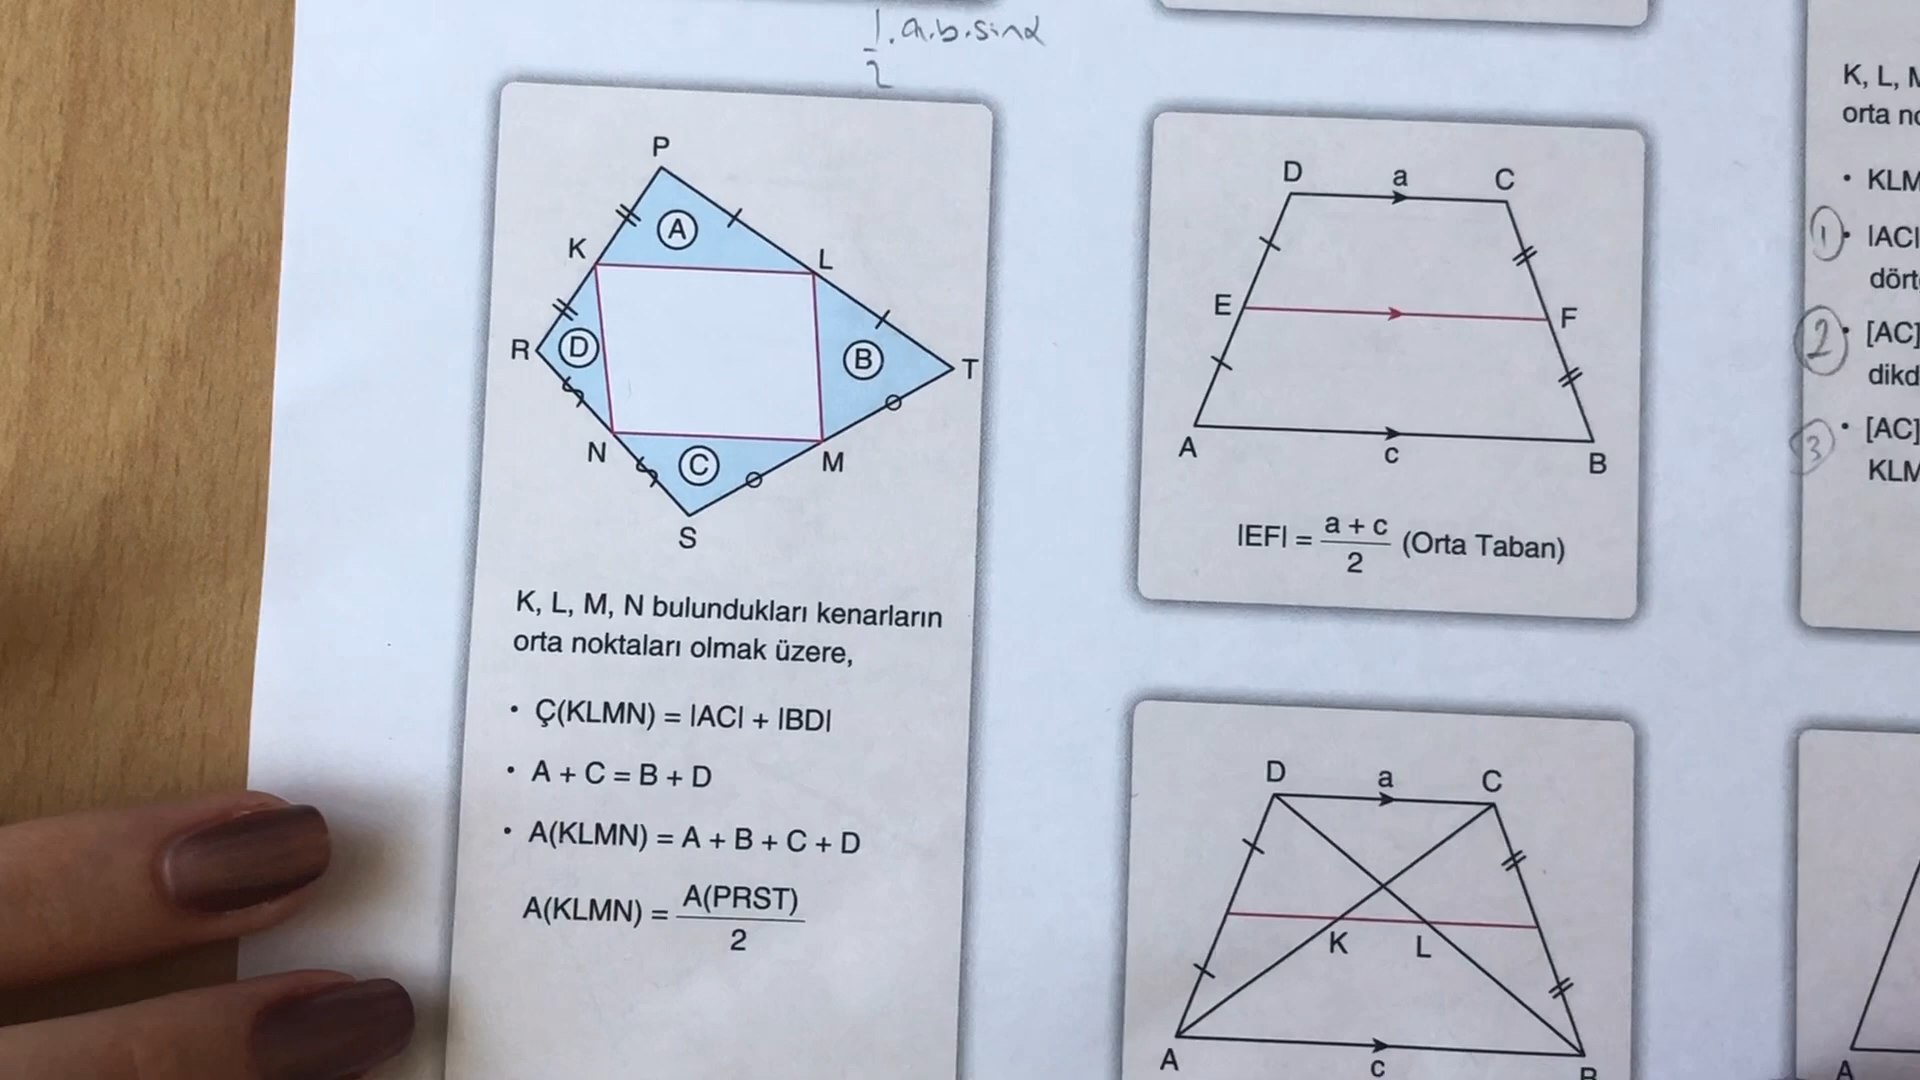 1/2 .a.b.sinα
P
A
K
L
R
D
B
T
N
C
M
S
K, L, M, N bulundukları kenarların
orta noktaları olmak üzere,
• Ç(KLMN) = |AC| + |BD|
• A + C = B + D
• A(KLMN) = A + B + C + D
A(KLMN) = A(PRST)/2
D a C
E
F
A
c
B
|EF| = a + c/2 (Orta Taban)
D a C
K L
A
c
B
K, L, M
orta
• KLM
1 • |AC|
dört
2 • [AC]
dikd
3 • [AC]
KLM
A